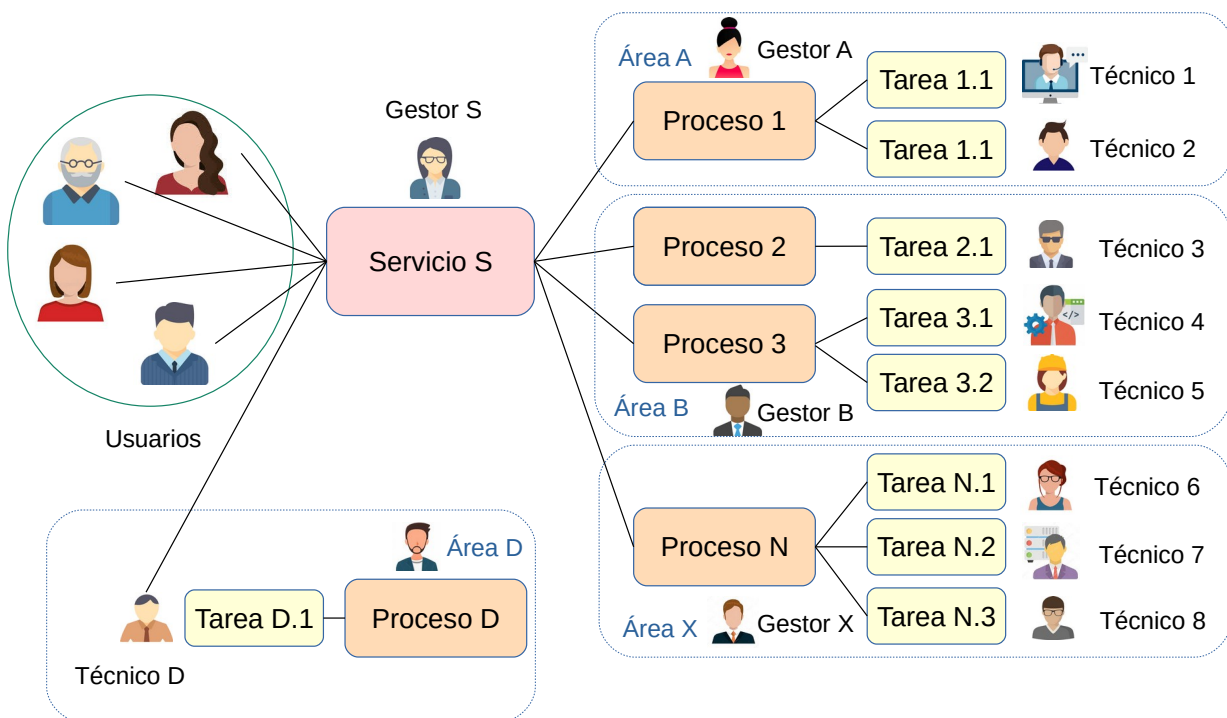 Gestor S
Servicio S
Usuarios
Área A
Gestor A
Proceso 1
Tarea 1.1
Técnico 1
Tarea 1.1
Técnico 2
Proceso 2
Tarea 2.1
Técnico 3
Proceso 3
Tarea 3.1
Técnico 4
Tarea 3.2
Técnico 5
Área B
Gestor B
Proceso N
Tarea N.1
Técnico 6
Tarea N.2
Técnico 7
Tarea N.3
Técnico 8
Área X
Gestor X
Área D
Tarea D.1
Proceso D
Técnico D